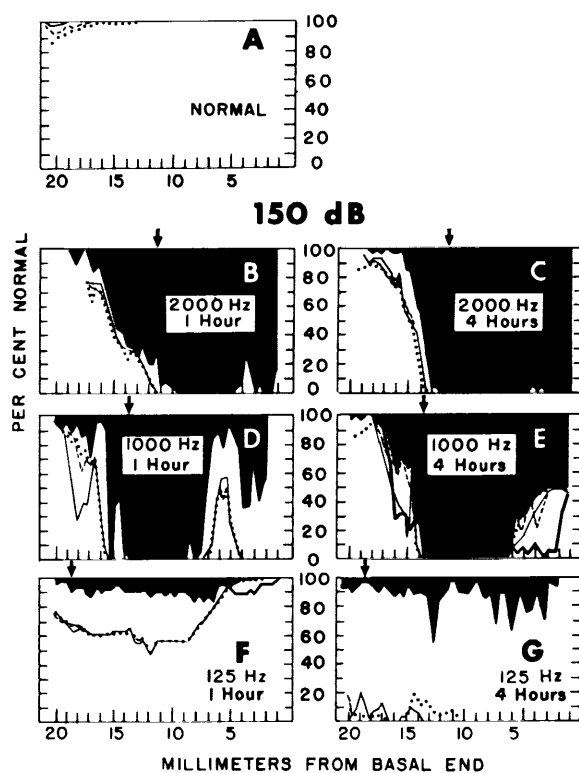 A
NORMAL
100
80
60
40
20
0
20 15 10 5
150 dB
PER CENT NORMAL
B
2000 Hz
1 Hour
C
2000 Hz
4 Hours
100
80
60
40
20
0
D
1000 Hz
1 Hour
E
1000 Hz
4 Hours
100
80
60
40
20
0
F
125 Hz
1 Hour
G
125 Hz
4 Hours
100
80
60
40
20
20 15 10 5
20 15 10 5
MILLIMETERS FROM BASAL END